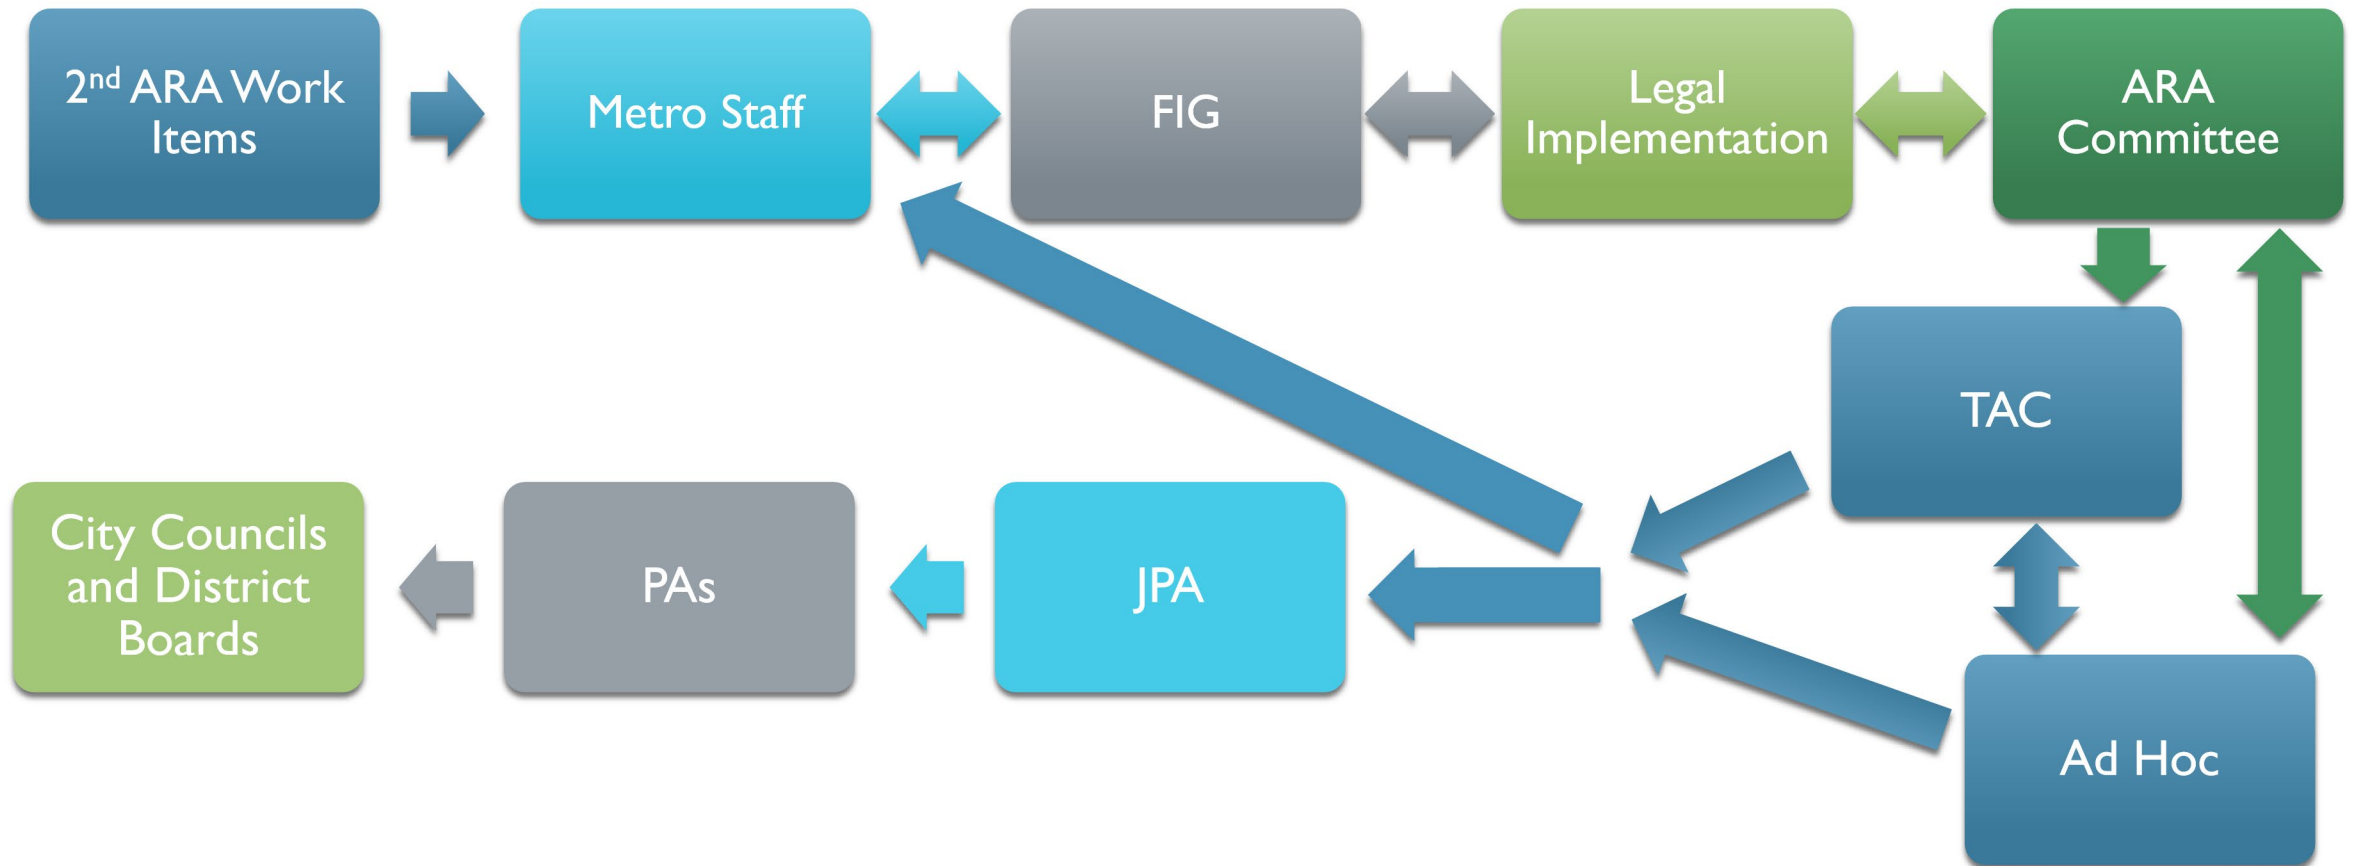 2nd ARA Work
Items
Metro Staff
FIG
Legal
Implementation
ARA
Committee
TAC
City Councils
and District
Boards
PAs
JPA
Ad Hoc